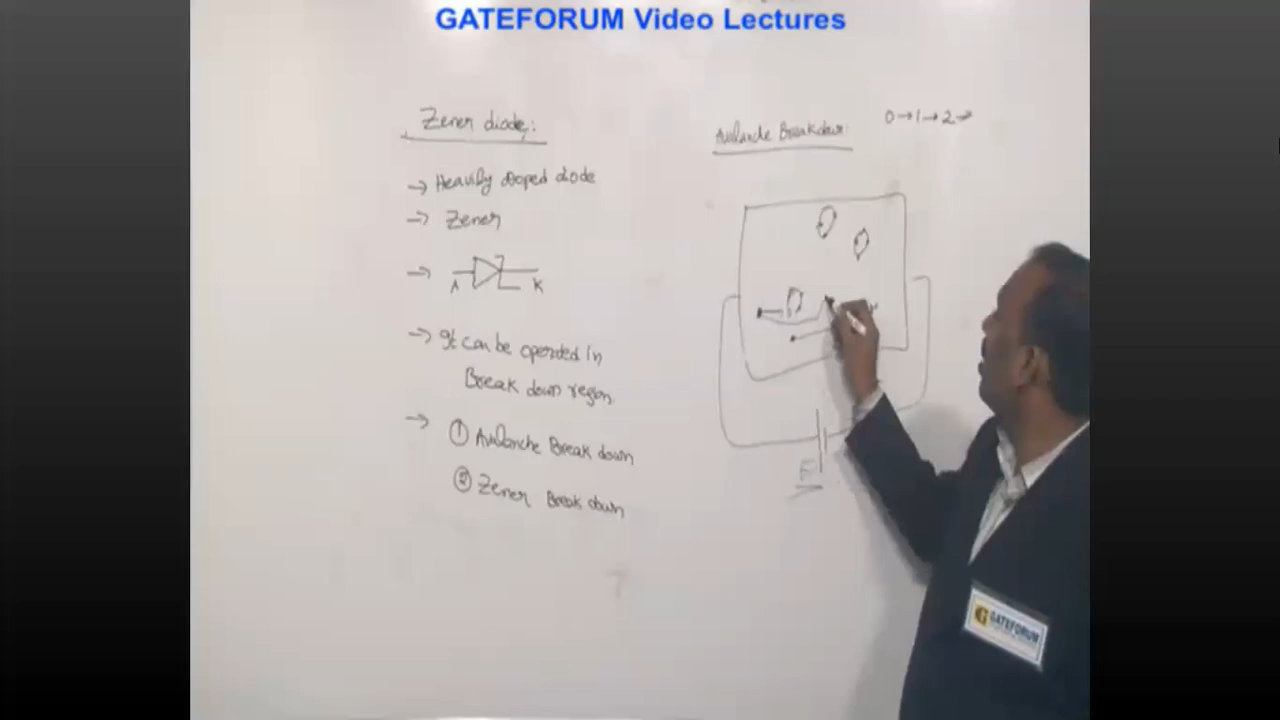 GATEFORUM Video Lectures
Zener diode:
→ Heavily Doped diode
→ Zener
→ A K
→ It can be operated in
Break down region
→ ① Avalanche Break down
② Zener Break down
Avalanche Breakdown:
0→1→2→
E
GATEFORUM